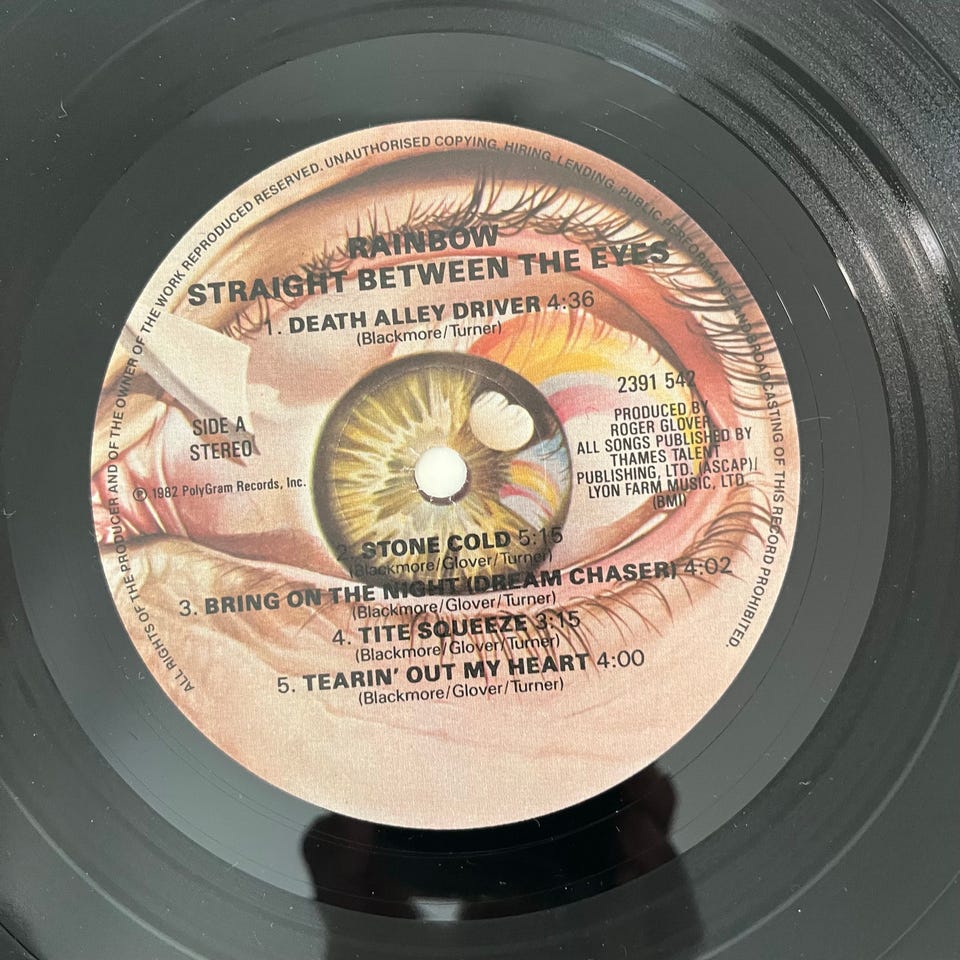 ALL RIGHTS OF THE PRODUCER AND OF THE OWNER OF THE WORK REPRODUCED RESERVED. UNAUTHORISED COPYING, HIRING, LENDING, PUBLIC PERFORMANCE AND BROADCASTING OF THIS RECORD PROHIBITED.
RAINBOW
STRAIGHT BETWEEN THE EYES
1. DEATH ALLEY DRIVER 4:36
(Blackmore/Turner)
SIDE A
STEREO
℗ 1982 PolyGram Records, Inc.
2391 542
PRODUCED BY
ROGER GLOVER
ALL SONGS PUBLISHED BY
THAMES TALENT
PUBLISHING, LTD. (ASCAP)/
LYON FARM MUSIC, LTD.
(BMI)
2. STONE COLD 5:15
(Blackmore/Glover/Turner)
3. BRING ON THE NIGHT (DREAM CHASER) 4:02
(Blackmore/Glover/Turner)
4. TITE SQUEEZE 3:15
(Blackmore/Glover/Turner)
5. TEARIN' OUT MY HEART 4:00
(Blackmore/Glover/Turner)